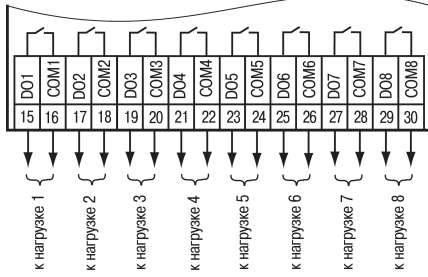 DO1 COM1 DO2 COM2 DO3 COM3 DO4 COM4 DO5 COM5 DO6 COM6 DO7 COM7 DO8 COM8
15 16 17 18 19 20 21 22 23 24 25 26 27 28 29 30
к нагрузке 1
к нагрузке 2
к нагрузке 3
к нагрузке 4
к нагрузке 5
к нагрузке 6
к нагрузке 7
к нагрузке 8